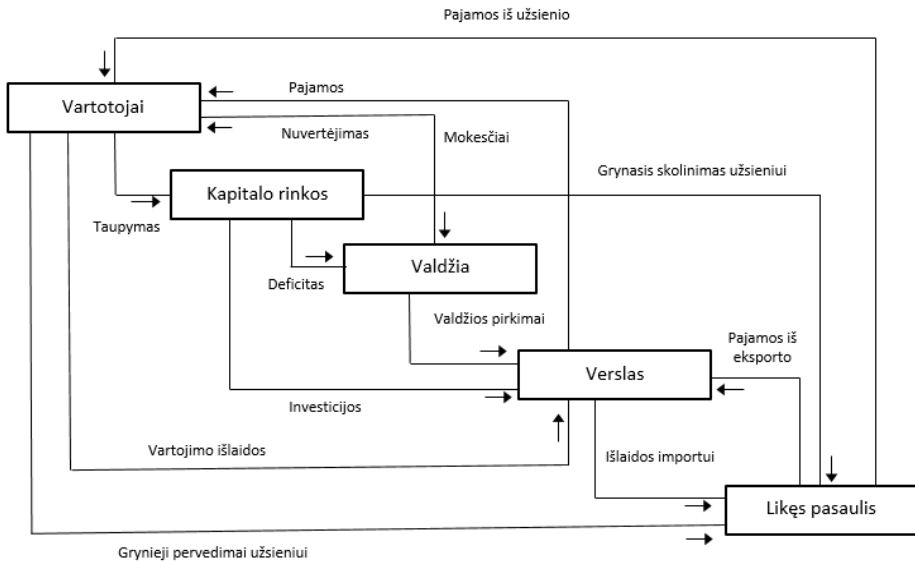 Pajamos iš užsienio
Pajamos
Vartotojai
Nuvertėjimas
Mokesčiai
Grynasis skolinimas užsieniui
Kapitalo rinkos
Taupymas
Valdžia
Deficitas
Valdžios pirkimai
Pajamos iš
eksporto
Verslas
Investicijos
Vartojimo išlaidos
Išlaidos importui
Likęs pasaulis
Grynieji pervedimai užsieniui